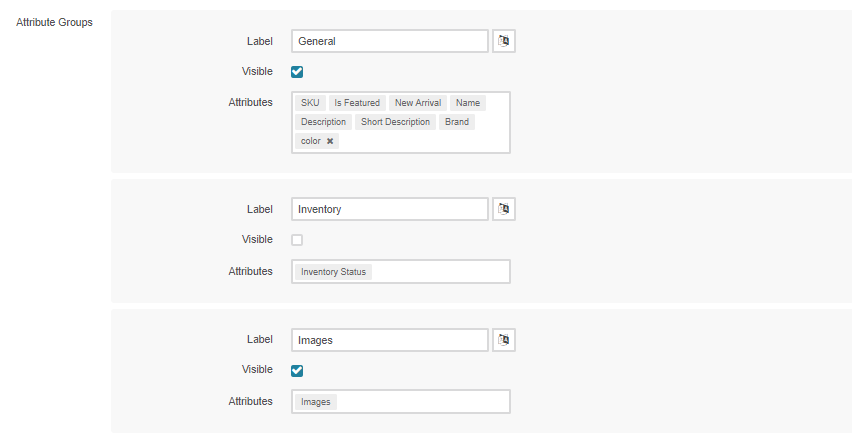 Attribute Groups
Label General
Visible
Attributes SKU Is Featured New Arrival Name
Description Short Description Brand
color ✖
Label Inventory
Visible
Attributes Inventory Status
Label Images
Visible
Attributes Images